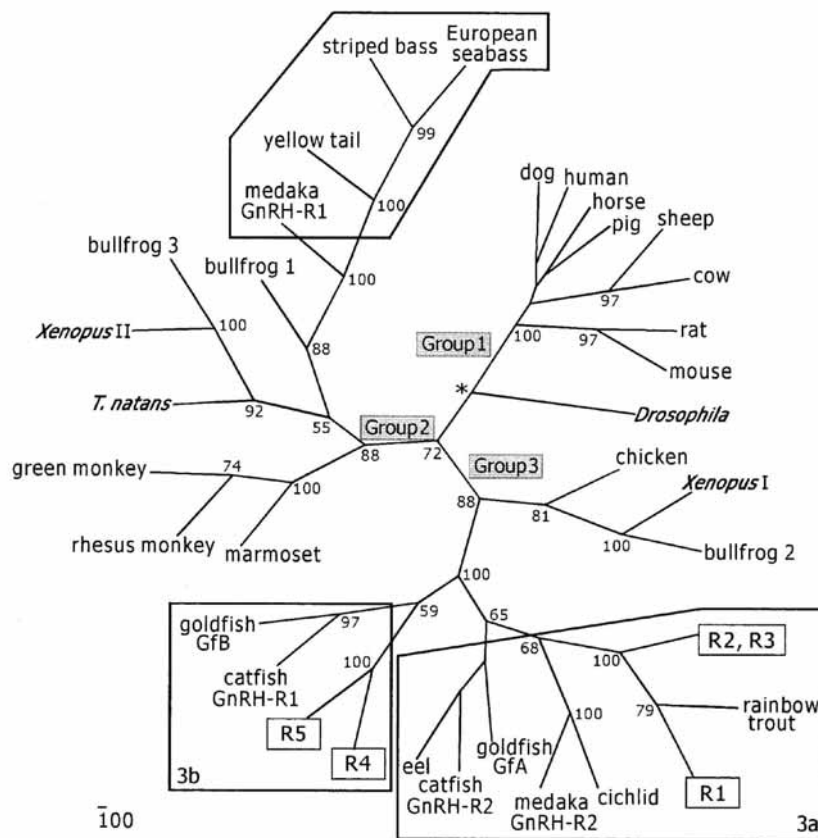 European
seabass
striped bass
99
yellow tail
100
medaka
GnRH-R1
100
dog
human
horse
pig
sheep
cow
97
rat
100
97
mouse
bullfrog 3
bullfrog 1
Xenopus II
100
88
Group1
*
Drosophila
T. natans
92
55
Group2
88
72
Group3
green monkey
74
100
rhesus monkey
marmoset
chicken
Xenopus I
88
81
100
bullfrog 2
100
59
65
goldfish
GfB
97
catfish
GnRH-R1
100
R5
R4
3b
68
R2, R3
100
79
rainbow
trout
R1
eel
catfish
GnRH-R2
goldfish
GfA
100
medaka
GnRH-R2
cichlid
3a
100